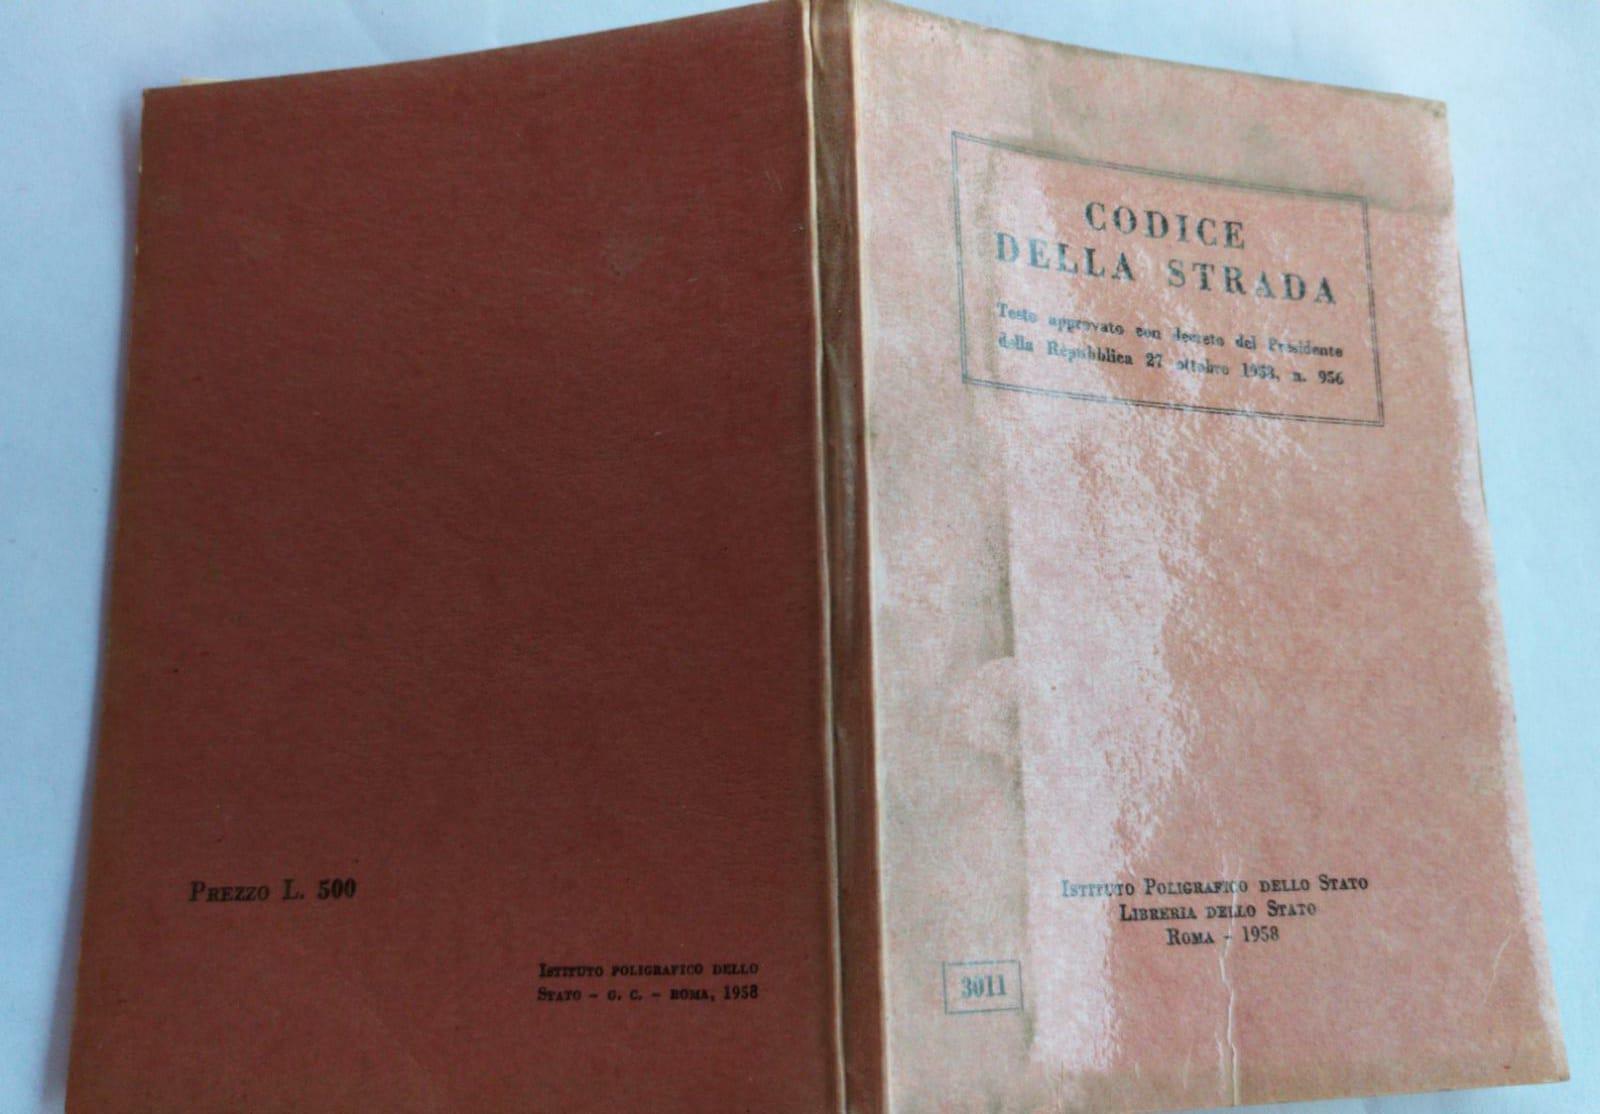 CODICE
DELLA STRADA
Testo approvato con decreto del Presidente
della Repubblica 27 ottobre 1958, n. 956
ISTITUTO POLIGRAFICO DELLO STATO
LIBRERIA DELLO STATO
ROMA - 1958
3011
PREZZO L. 500
ISTITUTO POLIGRAFICO DELLO
STATO - G. C. - ROMA, 1958